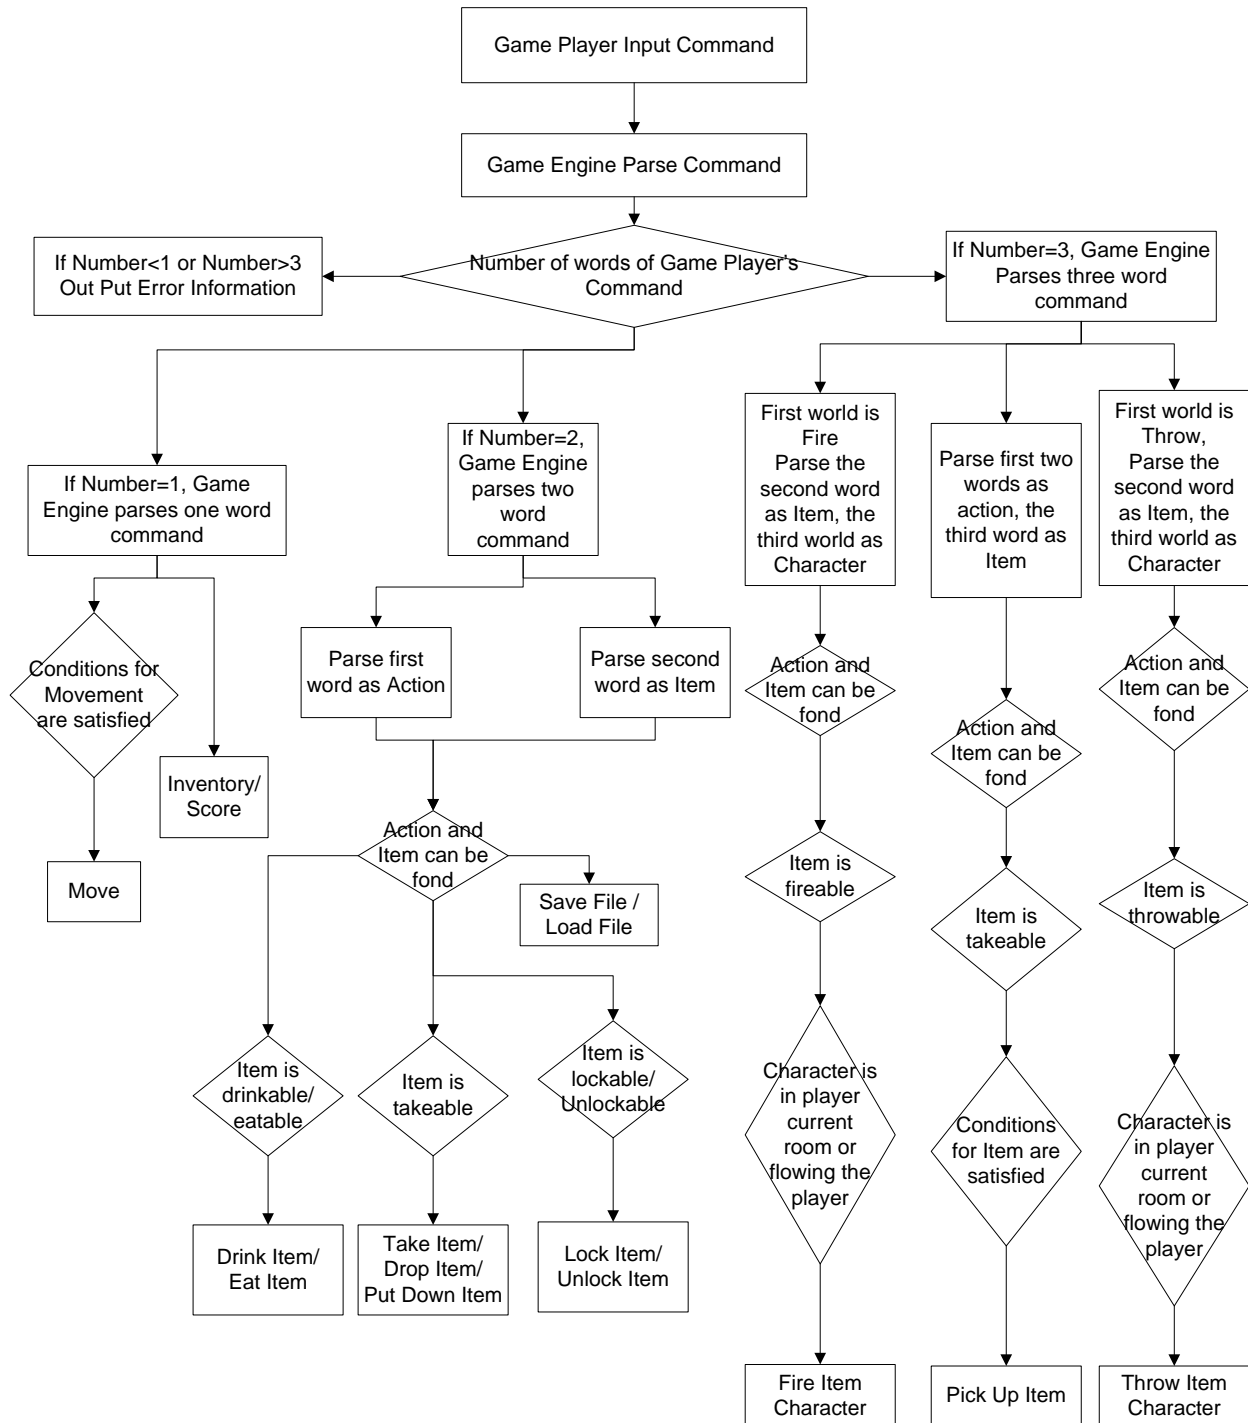 Game Player Input Command
Game Engine Parse Command
Number of words of Game Player's
Command
If Number<1 or Number>3
Out Put Error Information
If Number=3, Game Engine
Parses three word
command
If Number=1, Game
Engine parses one word
command
If Number=2,
Game Engine
parses two
word
command
First world is
Fire
Parse the
second word
as Item, the
third word as
Character
Parse first two
words as
action, the
third word as
Item
First world is
Throw,
Parse the
second word
as Item, the
third world as
Character
Conditions for
Movement
are satisfied
Inventory/
Score
Move
Parse first
word as Action
Parse second
word as Item
Action and
Item can be
fond
Save File /
Load File
Item is
drinkable/
eatable
Item is
takeable
Item is
lockable/
Unlockable
Drink Item/
Eat Item
Take Item/
Drop Item/
Put Down Item
Lock Item/
Unlock Item
Action and
Item can be
fond
Item is
fireable
Character is
in player
current
room or
flowing the
player
Fire Item
Character
Action and
Item can be
fond
Item is
takeable
Conditions
for Item are
satisfied
Pick Up Item
Action and
Item can be
fond
Item is
throwable
Character is
in player
current
room or
flowing the
player
Throw Item
Character